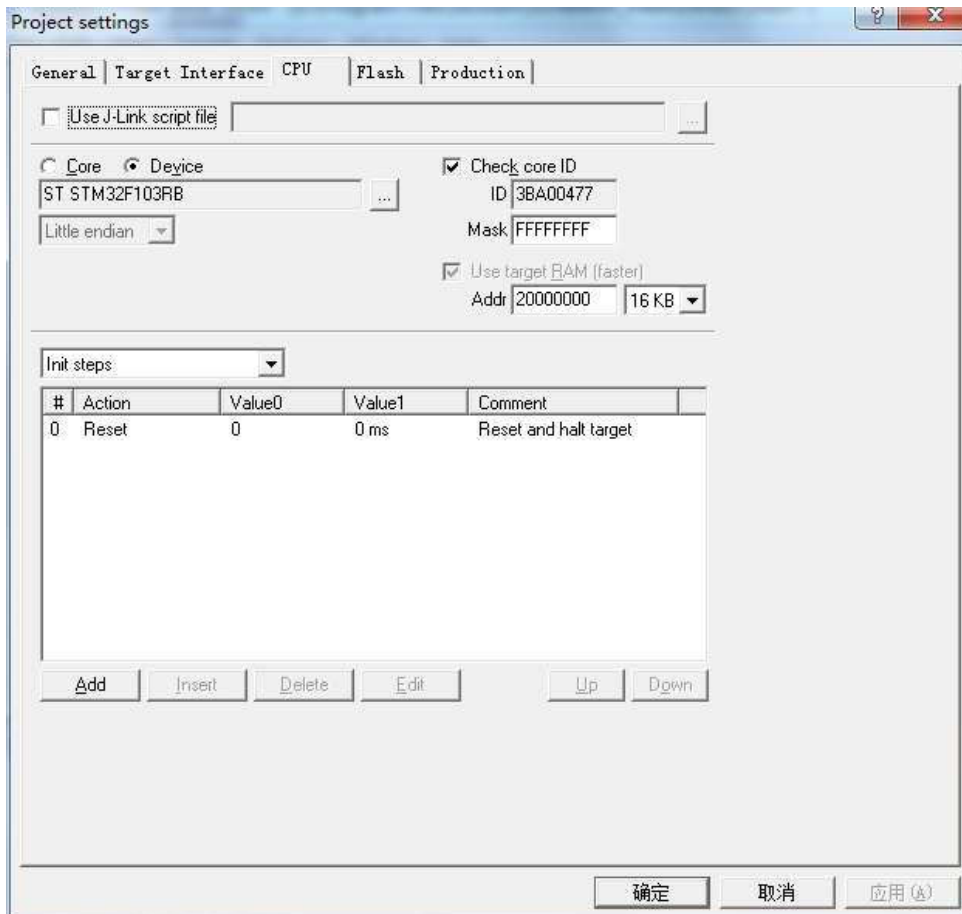 Project settings
General Target Interface CPU Flash Production
Use J-Link script file ...
Core Device
ST STM32F103RB ...
Little endian
Check core ID
ID 3BA00477
Mask FFFFFFFF
Use target RAM (faster)
Addr 20000000 16 KB
Init steps
# Action Value0 Value1 Comment
0 Reset 0 0 ms Reset and halt target
Add Insert Delete Edit Up Down
确定 取消 应用(A)